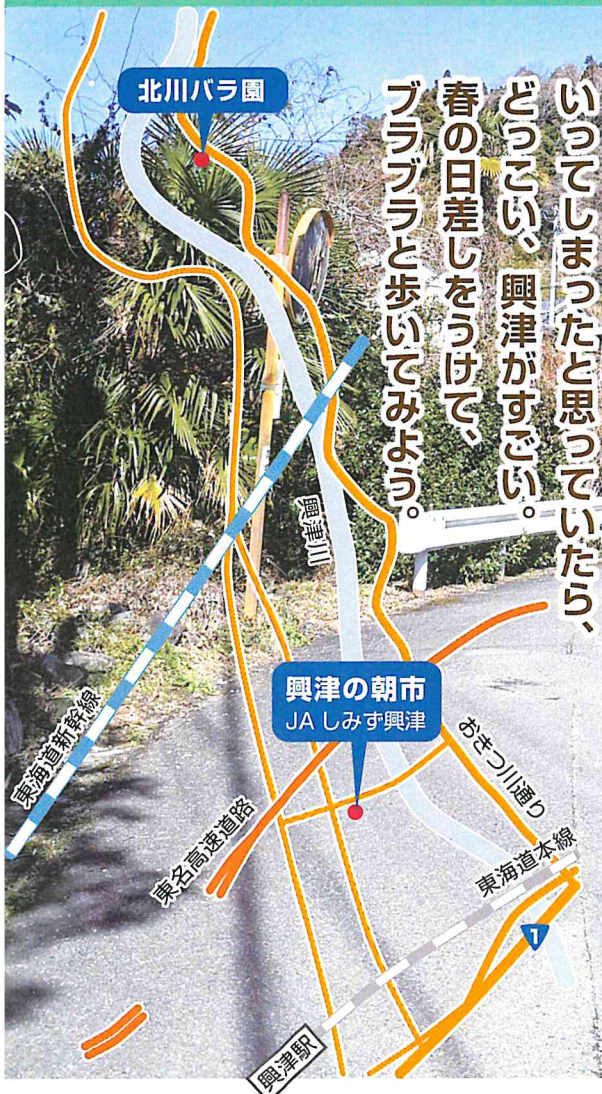 いってしまったと思っていたら、
どっこい、興津がすごい。
春の日差しをうけて、
ブラブラと歩いてみよう。
北川バラ園
興津川
東海道新幹線
興津の朝市
JA しみず興津
おきつ川通り
東名高速道路
東海道本線
1
興津駅